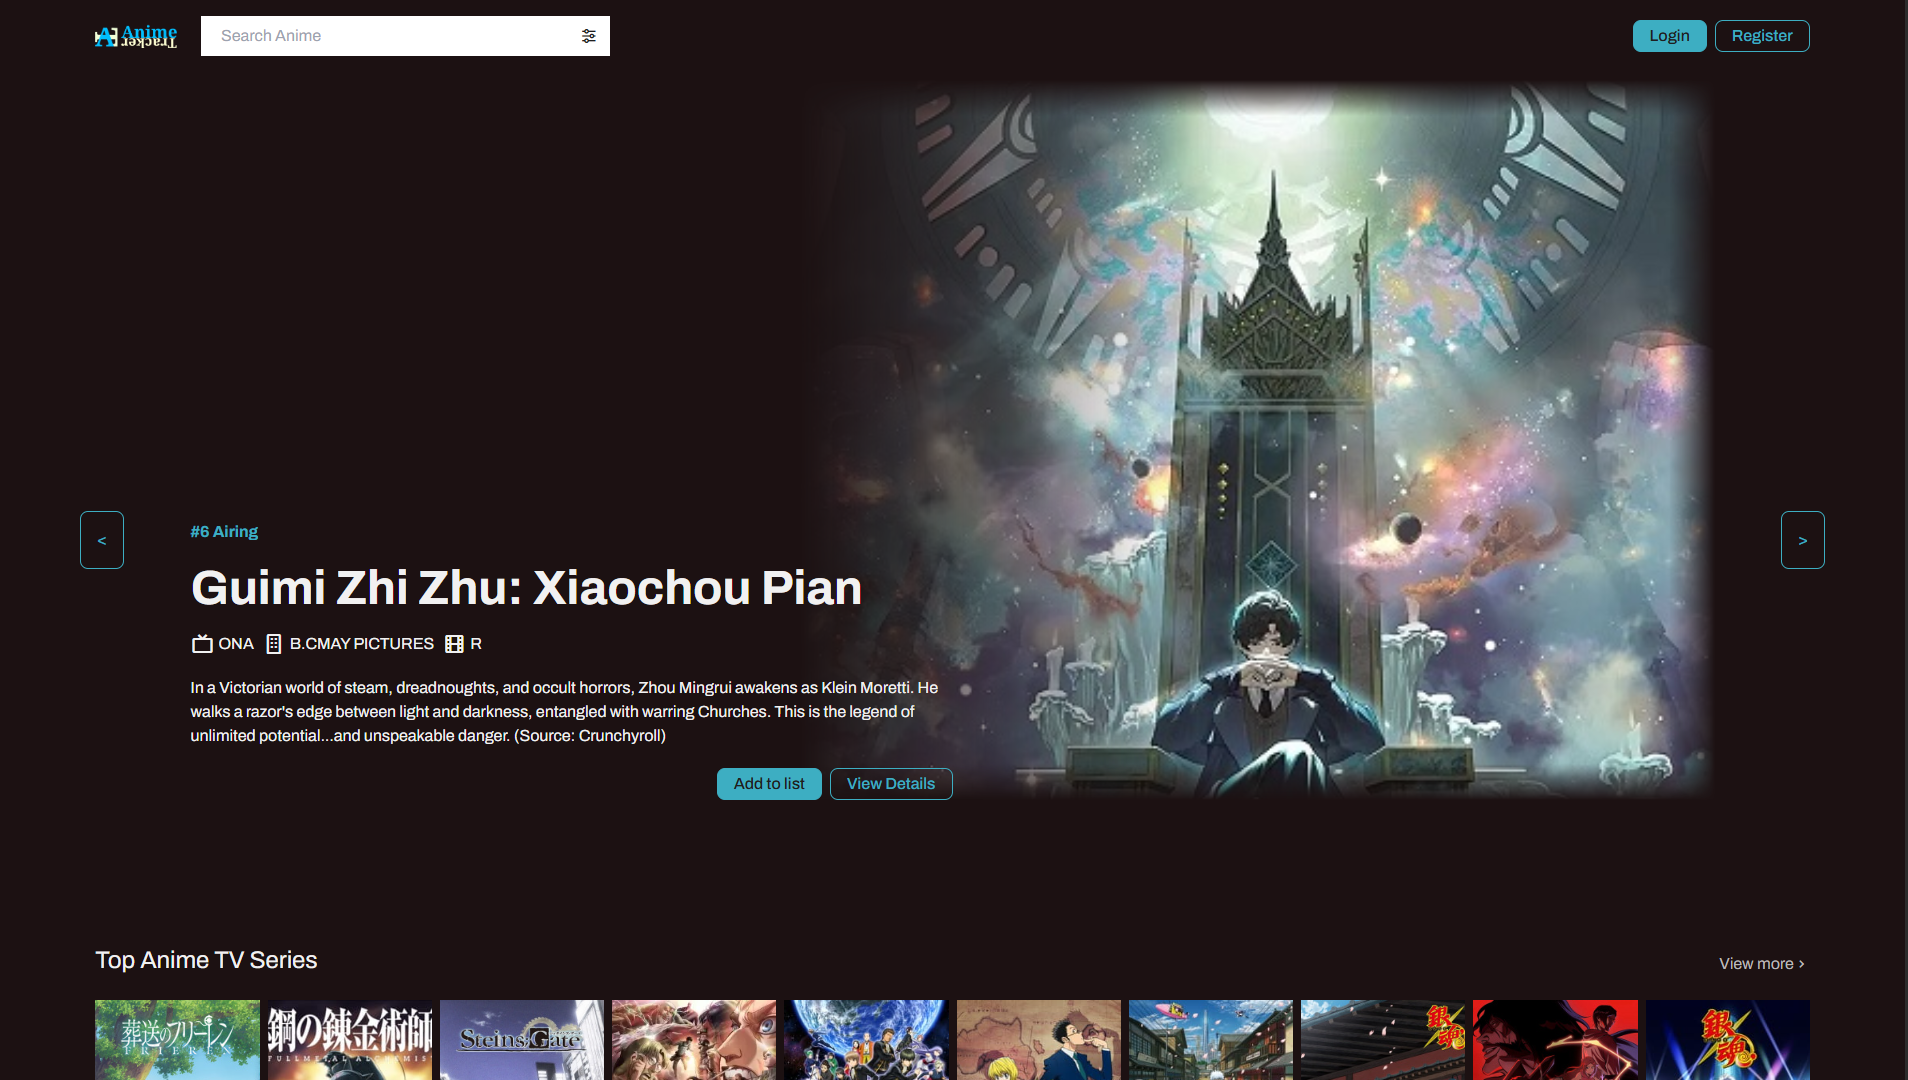 Anime
Tracker
Search Anime
Login
Register
<
>
#6 Airing
Guimi Zhi Zhu: Xiaochou Pian
ONA
B.CMAY PICTURES
R
In a Victorian world of steam, dreadnoughts, and occult horrors, Zhou Mingrui awakens as Klein Moretti. He
walks a razor's edge between light and darkness, entangled with warring Churches. This is the legend of
unlimited potential...and unspeakable danger. (Source: Crunchyroll)
Add to list
View Details
Top Anime TV Series
View more ›
葬送のフリーレン
FRIEREN
鋼の錬金術師
FULLMETAL ALCHEMIST
Steins;Gate
銀魂
銀魂